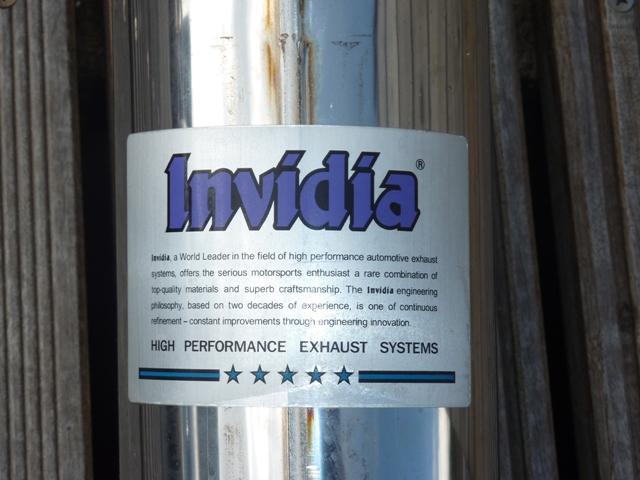 Invidia®
Invidia, a World Leader in the field of high performance automotive exhaust
systems, offers the serious motorsports enthusiast a rare combination of
top-quality materials and superb craftsmanship. The Invidia engineering
philosophy, based on two decades of experience, is one of continuous
refinement – constant improvements through engineering innovation.
HIGH PERFORMANCE EXHAUST SYSTEMS